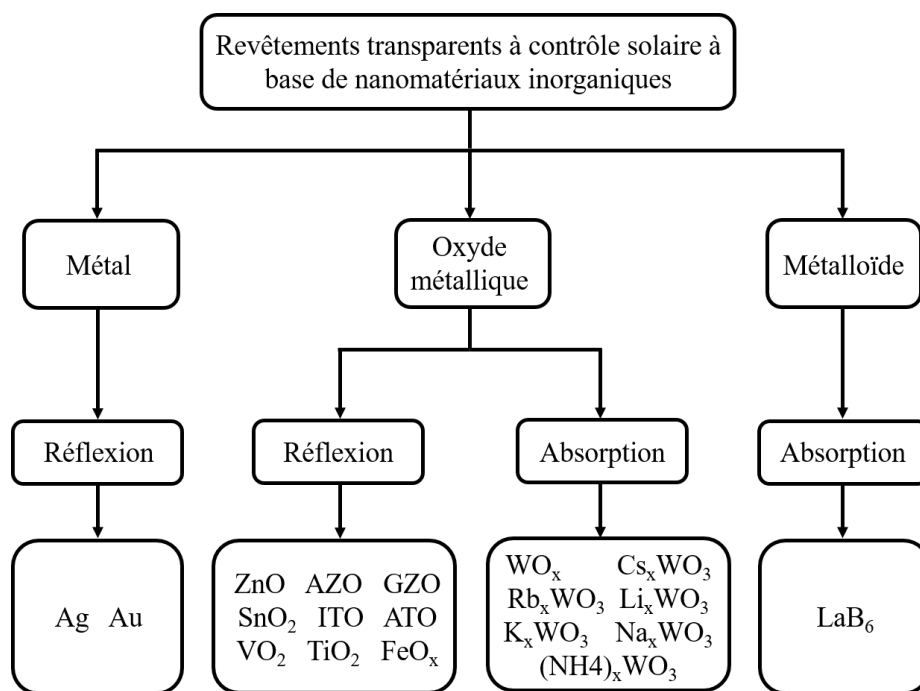 Revêtements transparents à contrôle solaire à
base de nanomatériaux inorganiques
Métal
Oxyde
métallique
Métalloïde
Réflexion
Réflexion
Absorption
Absorption
Ag Au
ZnO AZO GZO
SnO₂ ITO ATO
VO₂ TiO₂ FeOₓ
WOₓ CsₓWO₃
RbₓWO₃ LiₓWO₃
KₓWO₃ NaₓWO₃
(NH4)ₓWO₃
LaB₆